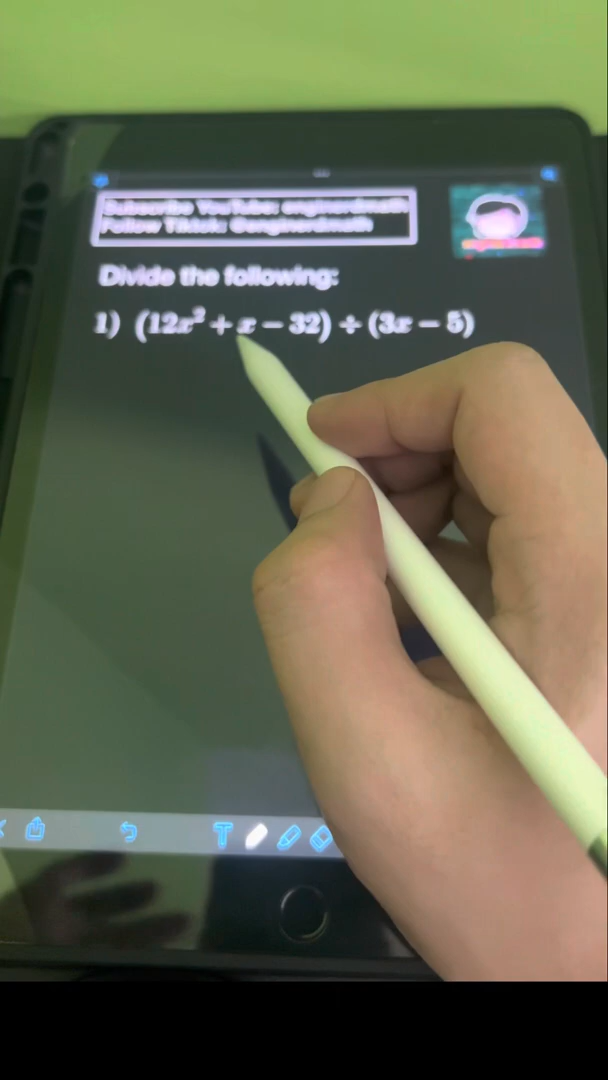 Subscribe YouTube: enginerdmath
Follow Tiktok: @enginerdmath
Divide the following:
1) (12x² + x − 32) ÷ (3x − 5)
T